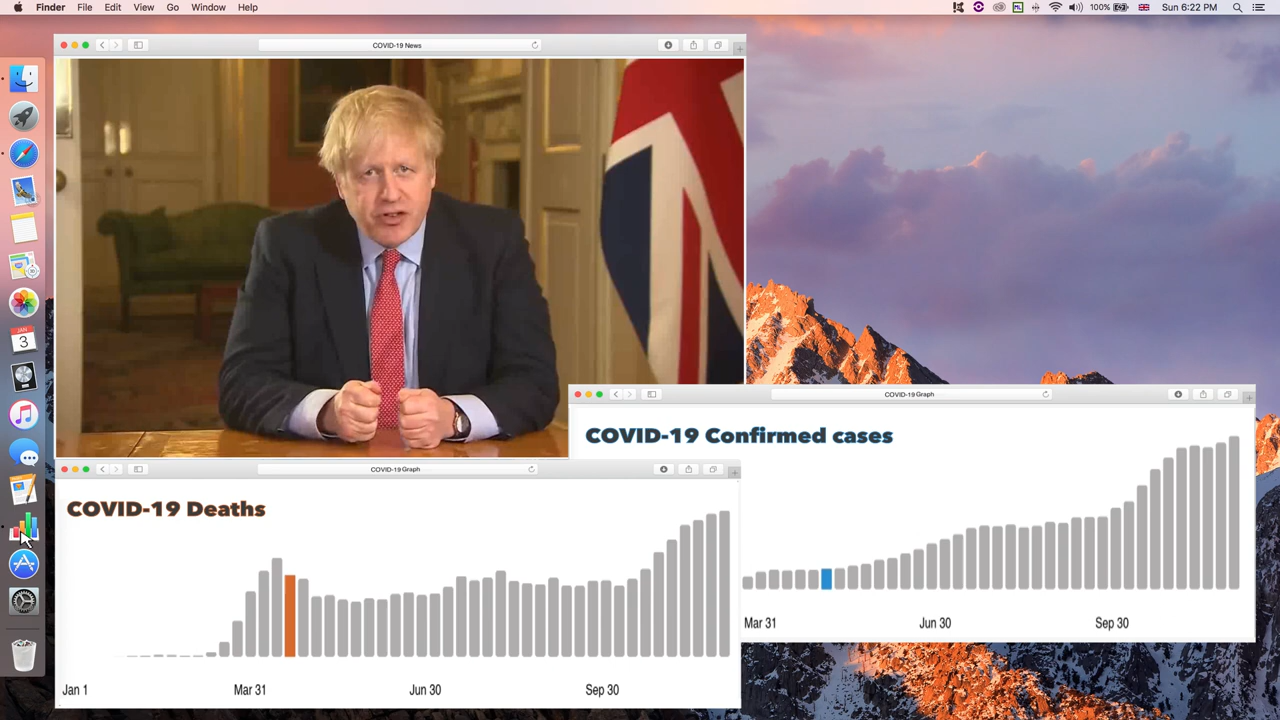 Finder File Edit View Go Window Help 100% Sun 6:22 PM
COVID-19 News
JAN
3
COVID-19 Graph
COVID-19 Confirmed cases
Mar 31 Jun 30 Sep 30
COVID-19 Graph
COVID-19 Deaths
Jan 1 Mar 31 Jun 30 Sep 30